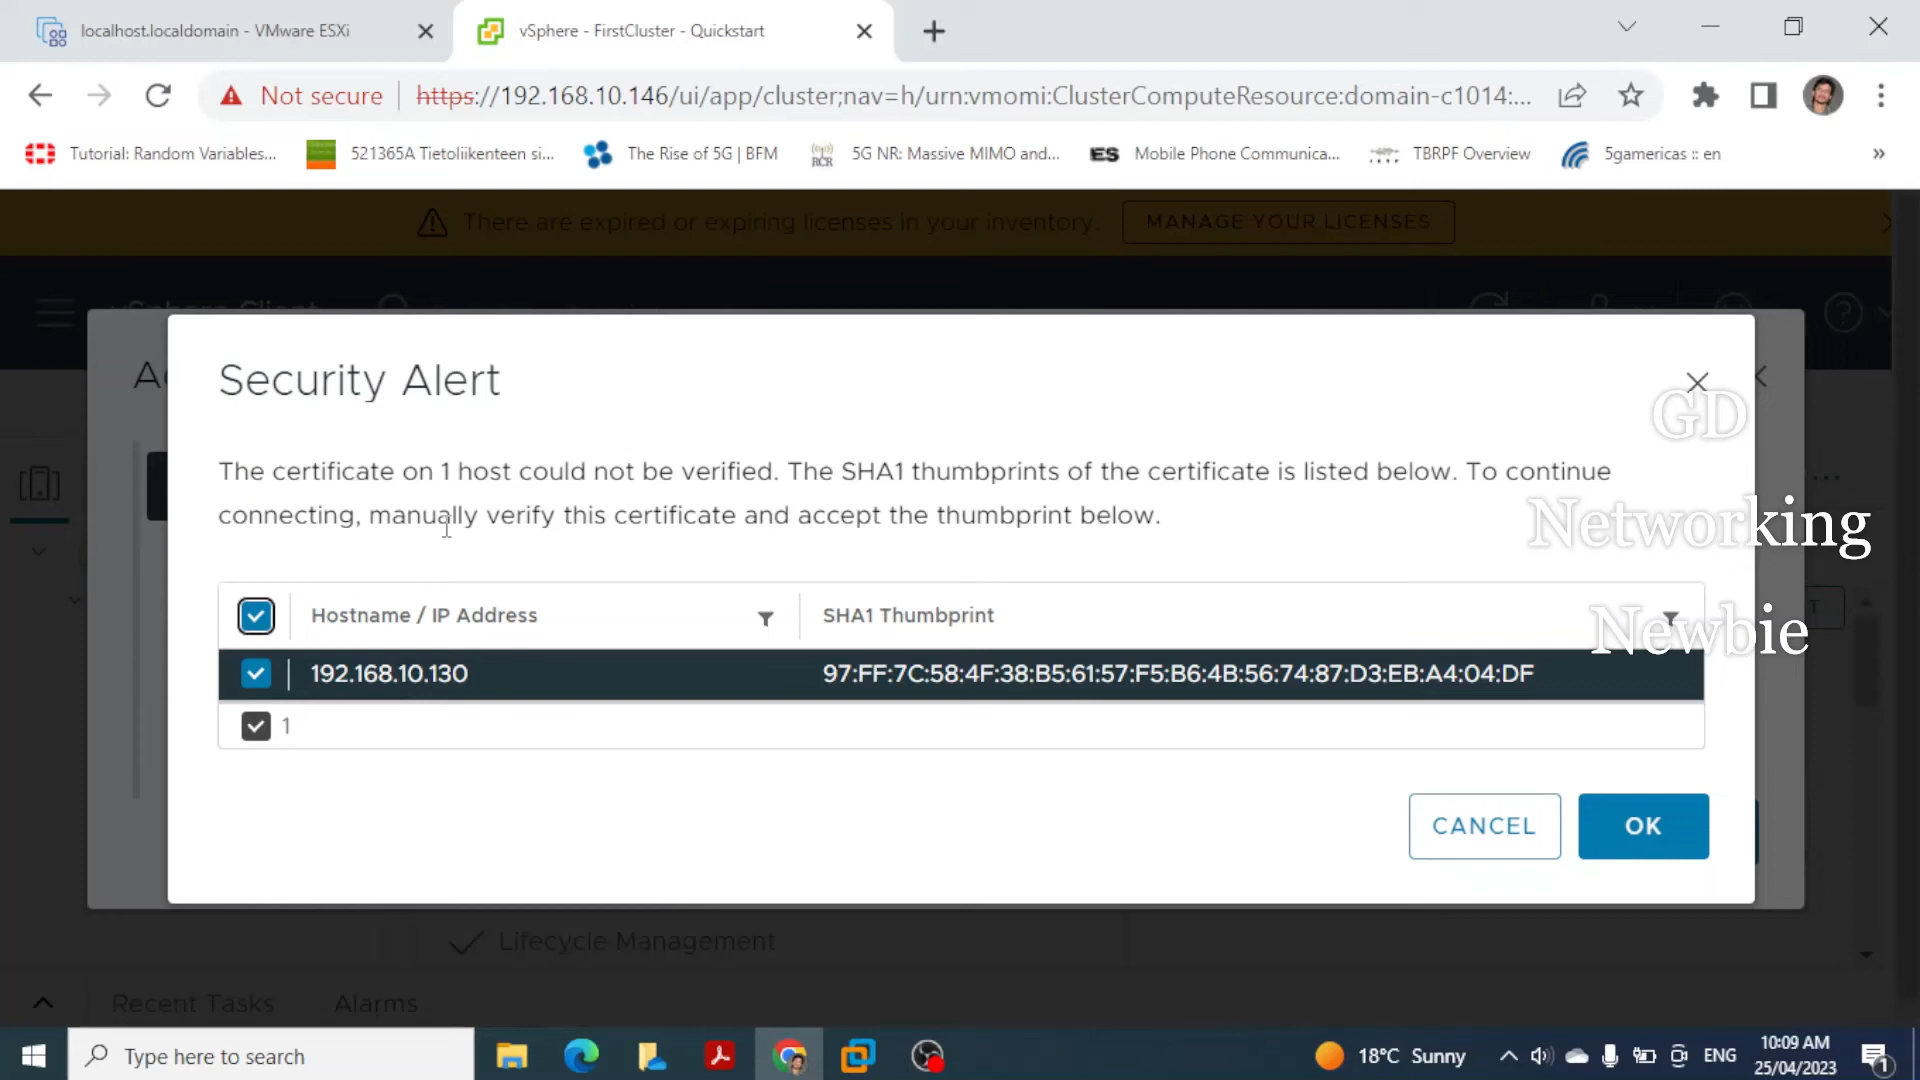 localhost.localdomain - VMware ESXi
vSphere - FirstCluster - Quickstart
Not secure
https://192.168.10.146/ui/app/cluster;nav=h/urn:vmomi:ClusterComputeResource:domain-c1014:...
Tutorial: Random Variables...
521365A Tietoliikenteen si...
The Rise of 5G | BFM
RCR
5G NR: Massive MIMO and...
ES
Mobile Phone Communica...
TBRPF Overview
5gamericas :: en
»
There are expired or expiring licenses in your inventory.
MANAGE YOUR LICENSES
vSphere Client
Security Alert
GD
The certificate on 1 host could not be verified. The SHA1 thumbprints of the certificate is listed below. To continue
connecting, manually verify this certificate and accept the thumbprint below.
Networking
Hostname / IP Address
SHA1 Thumbprint
Newbie
192.168.10.130
97:FF:7C:58:4F:38:B5:61:57:F5:B6:4B:56:74:87:D3:EB:A4:04:DF
1
CANCEL
OK
Lifecycle Management
Recent Tasks
Alarms
Type here to search
18°C Sunny
ENG
10:09 AM
25/04/2023
1